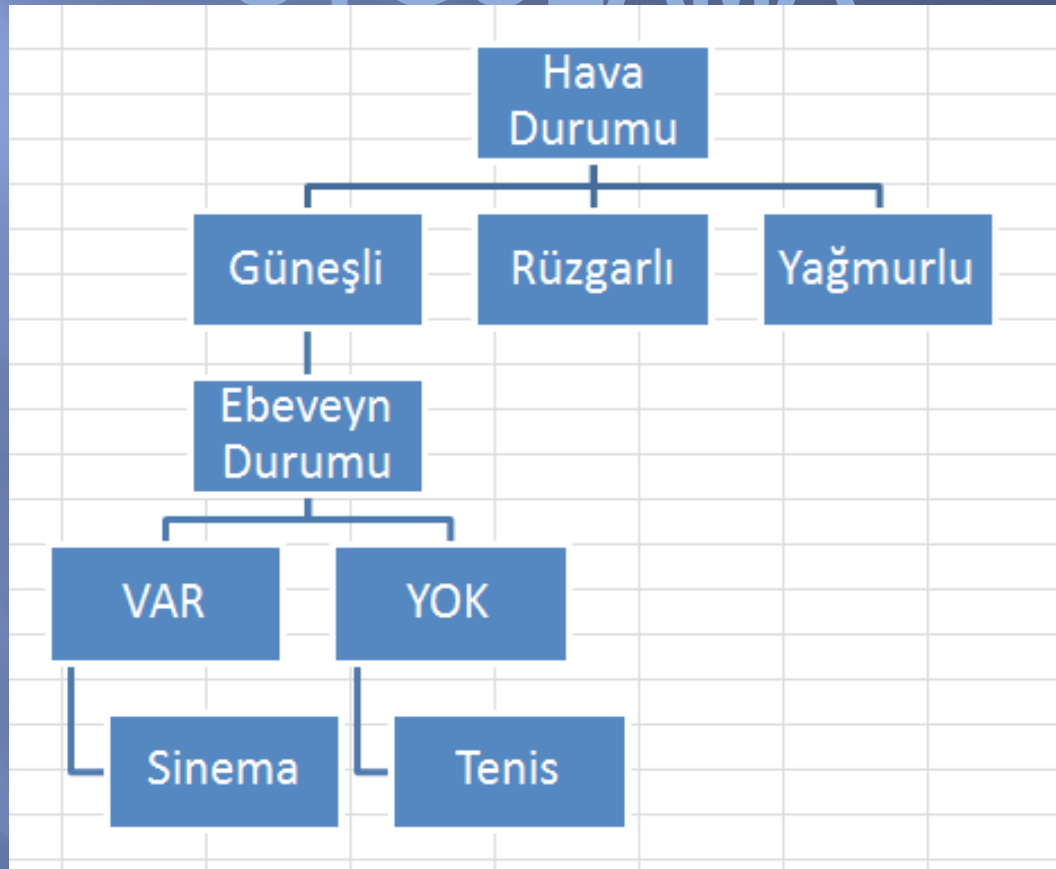 Hava
Durumu
Güneşli
Rüzgarlı
Yağmurlu
Ebeveyn
Durumu
VAR
YOK
Sinema
Tenis